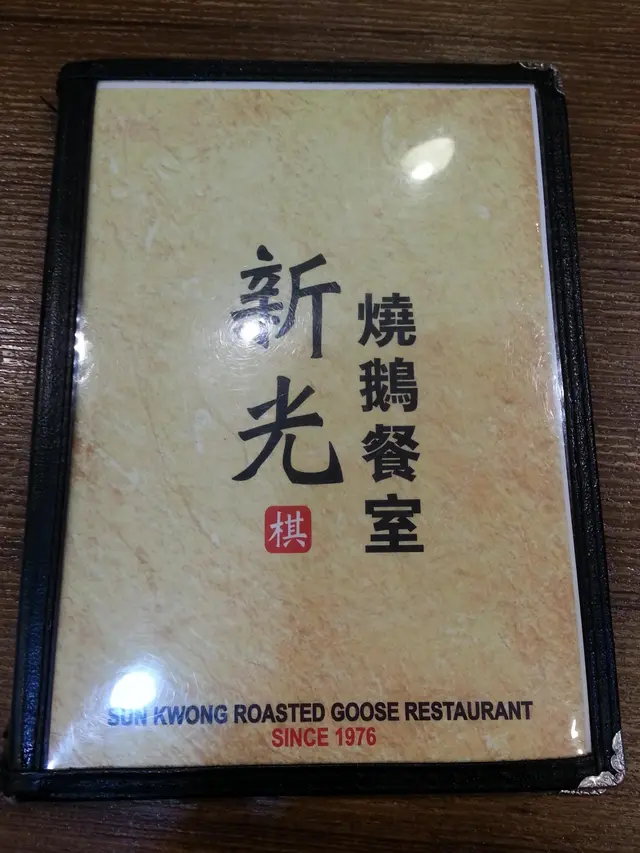 新光
棋
燒鵝餐室
SUN KWONG ROASTED GOOSE RESTAURANT
SINCE 1976